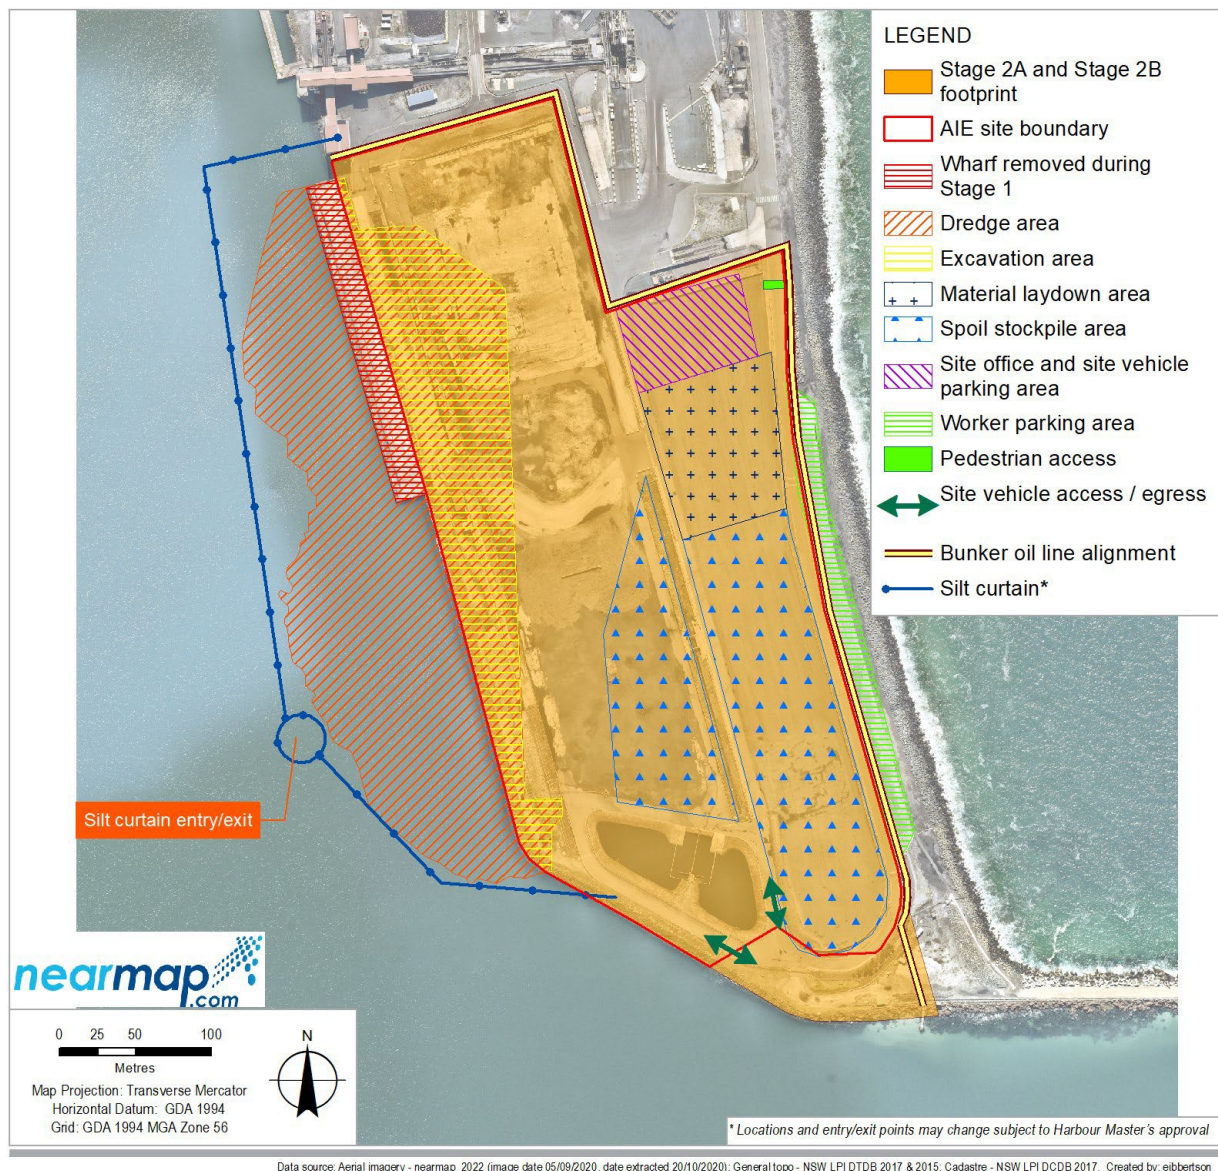 LEGEND
Stage 2A and Stage 2B
footprint
AIE site boundary
Wharf removed during
Stage 1
Dredge area
Excavation area
Material laydown area
Spoil stockpile area
Site office and site vehicle
parking area
Worker parking area
Pedestrian access
Site vehicle access / egress
Bunker oil line alignment
Silt curtain*
Silt curtain entry/exit
nearmap
.com
0 25 50 100
Metres
Map Projection: Transverse Mercator
Horizontal Datum: GDA 1994
Grid: GDA 1994 MGA Zone 56
N
* Locations and entry/exit points may change subject to Harbour Master's approval
Data source: Aerial imagery - nearmap 2022 (image date 05/09/2020, date extracted 20/10/2020); General topo - NSW LPI DTDB 2017 & 2015; Cadastre - NSW LPI DCDB 2017. Created by: eibbertson